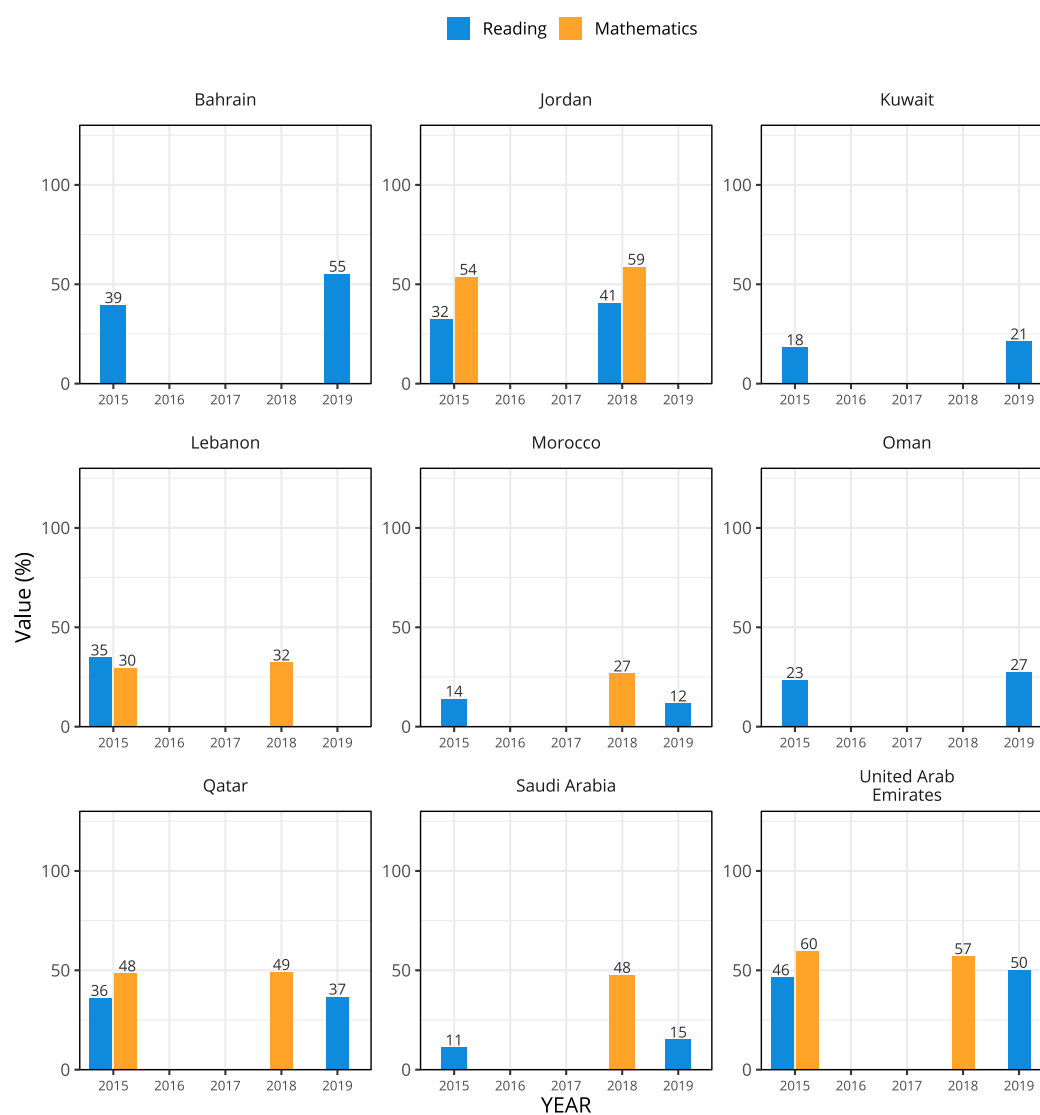 Reading Mathematics
Bahrain Jordan Kuwait
100 100 100
50 50 50
0 0 0
39 55
32 54 41 59
18 21
2015 2016 2017 2018 2019 2015 2016 2017 2018 2019 2015 2016 2017 2018 2019
Lebanon Morocco Oman
100 100 100
50 50 50
0 0 0
35 30 32
14 27 12
23 27
2015 2016 2017 2018 2019 2015 2016 2017 2018 2019 2015 2016 2017 2018 2019
Value (%)
Qatar Saudi Arabia United Arab
Emirates
100 100 100
50 50 50
0 0 0
36 48 49 37
11 48 15
46 60 57 50
2015 2016 2017 2018 2019 2015 2016 2017 2018 2019 2015 2016 2017 2018 2019
YEAR